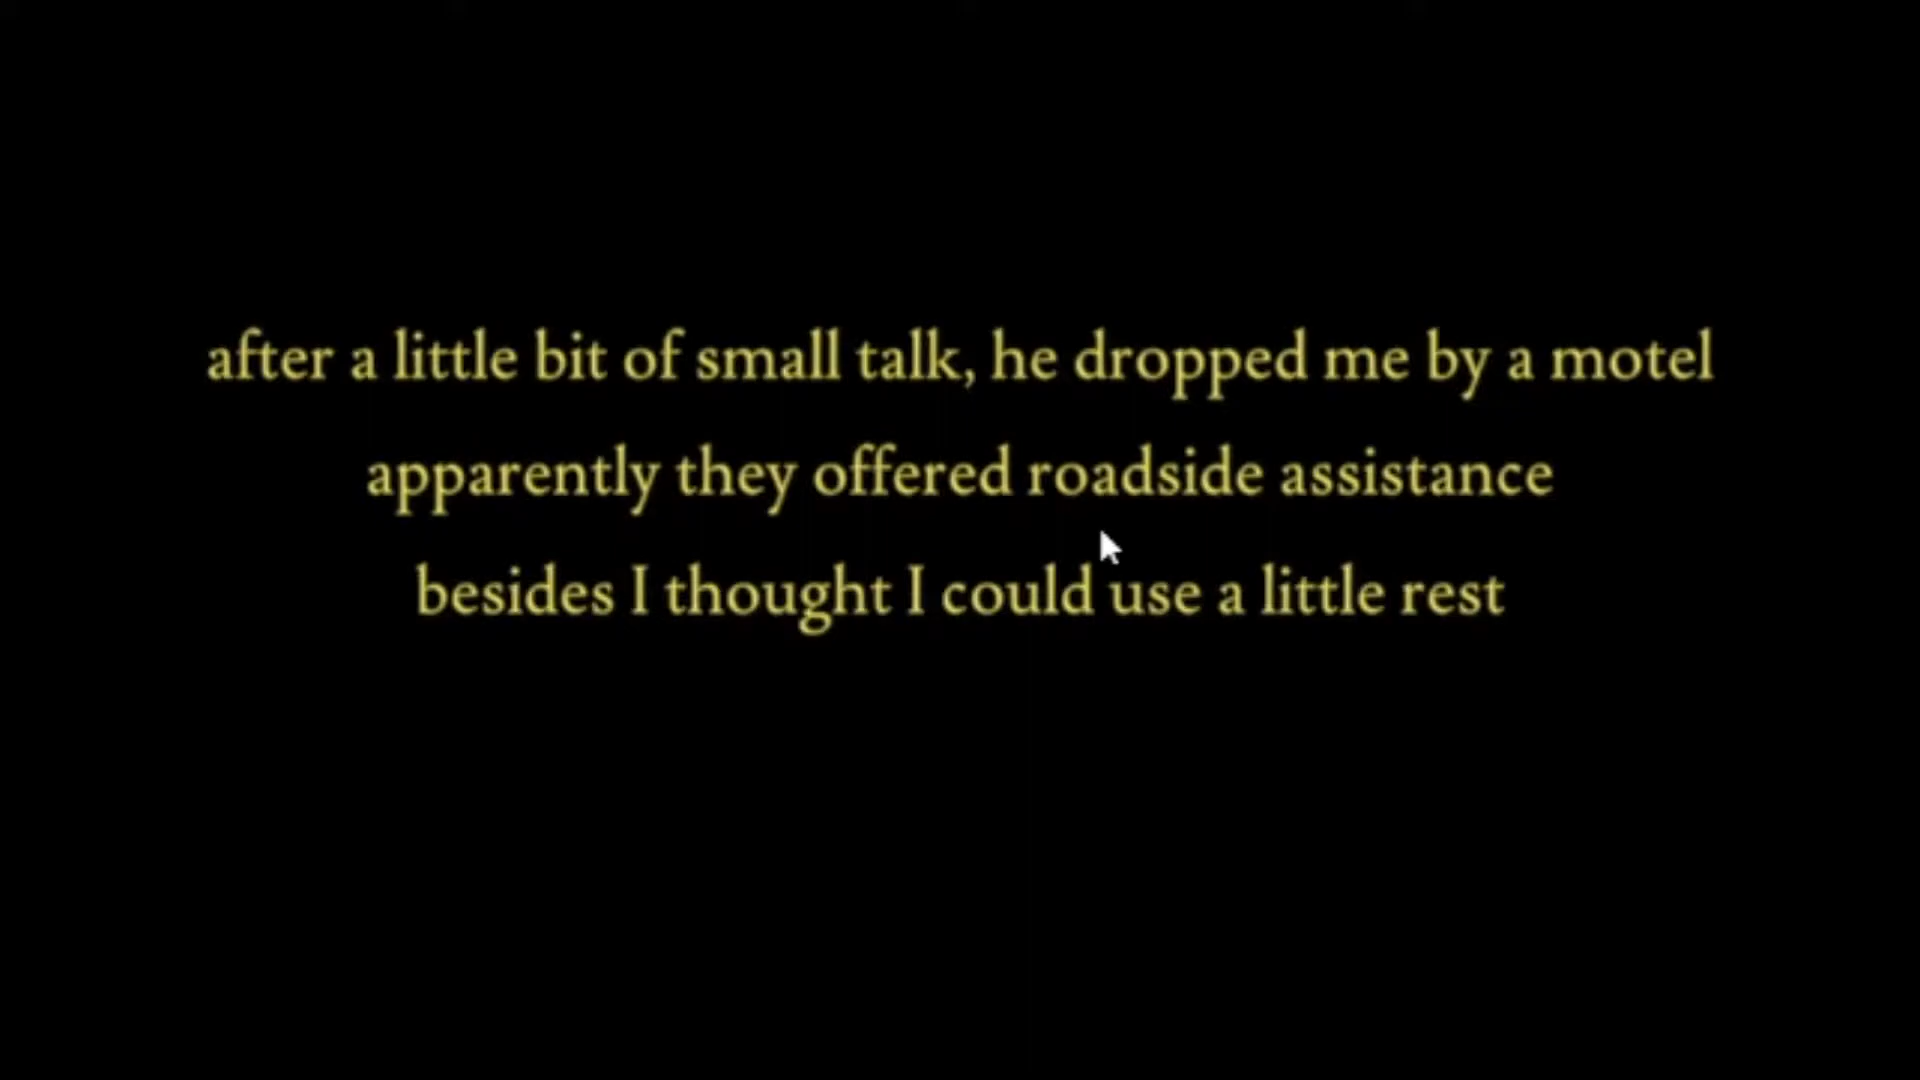 after a little bit of small talk, he dropped me by a motel
apparently they offered roadside assistance
besides I thought I could use a little rest